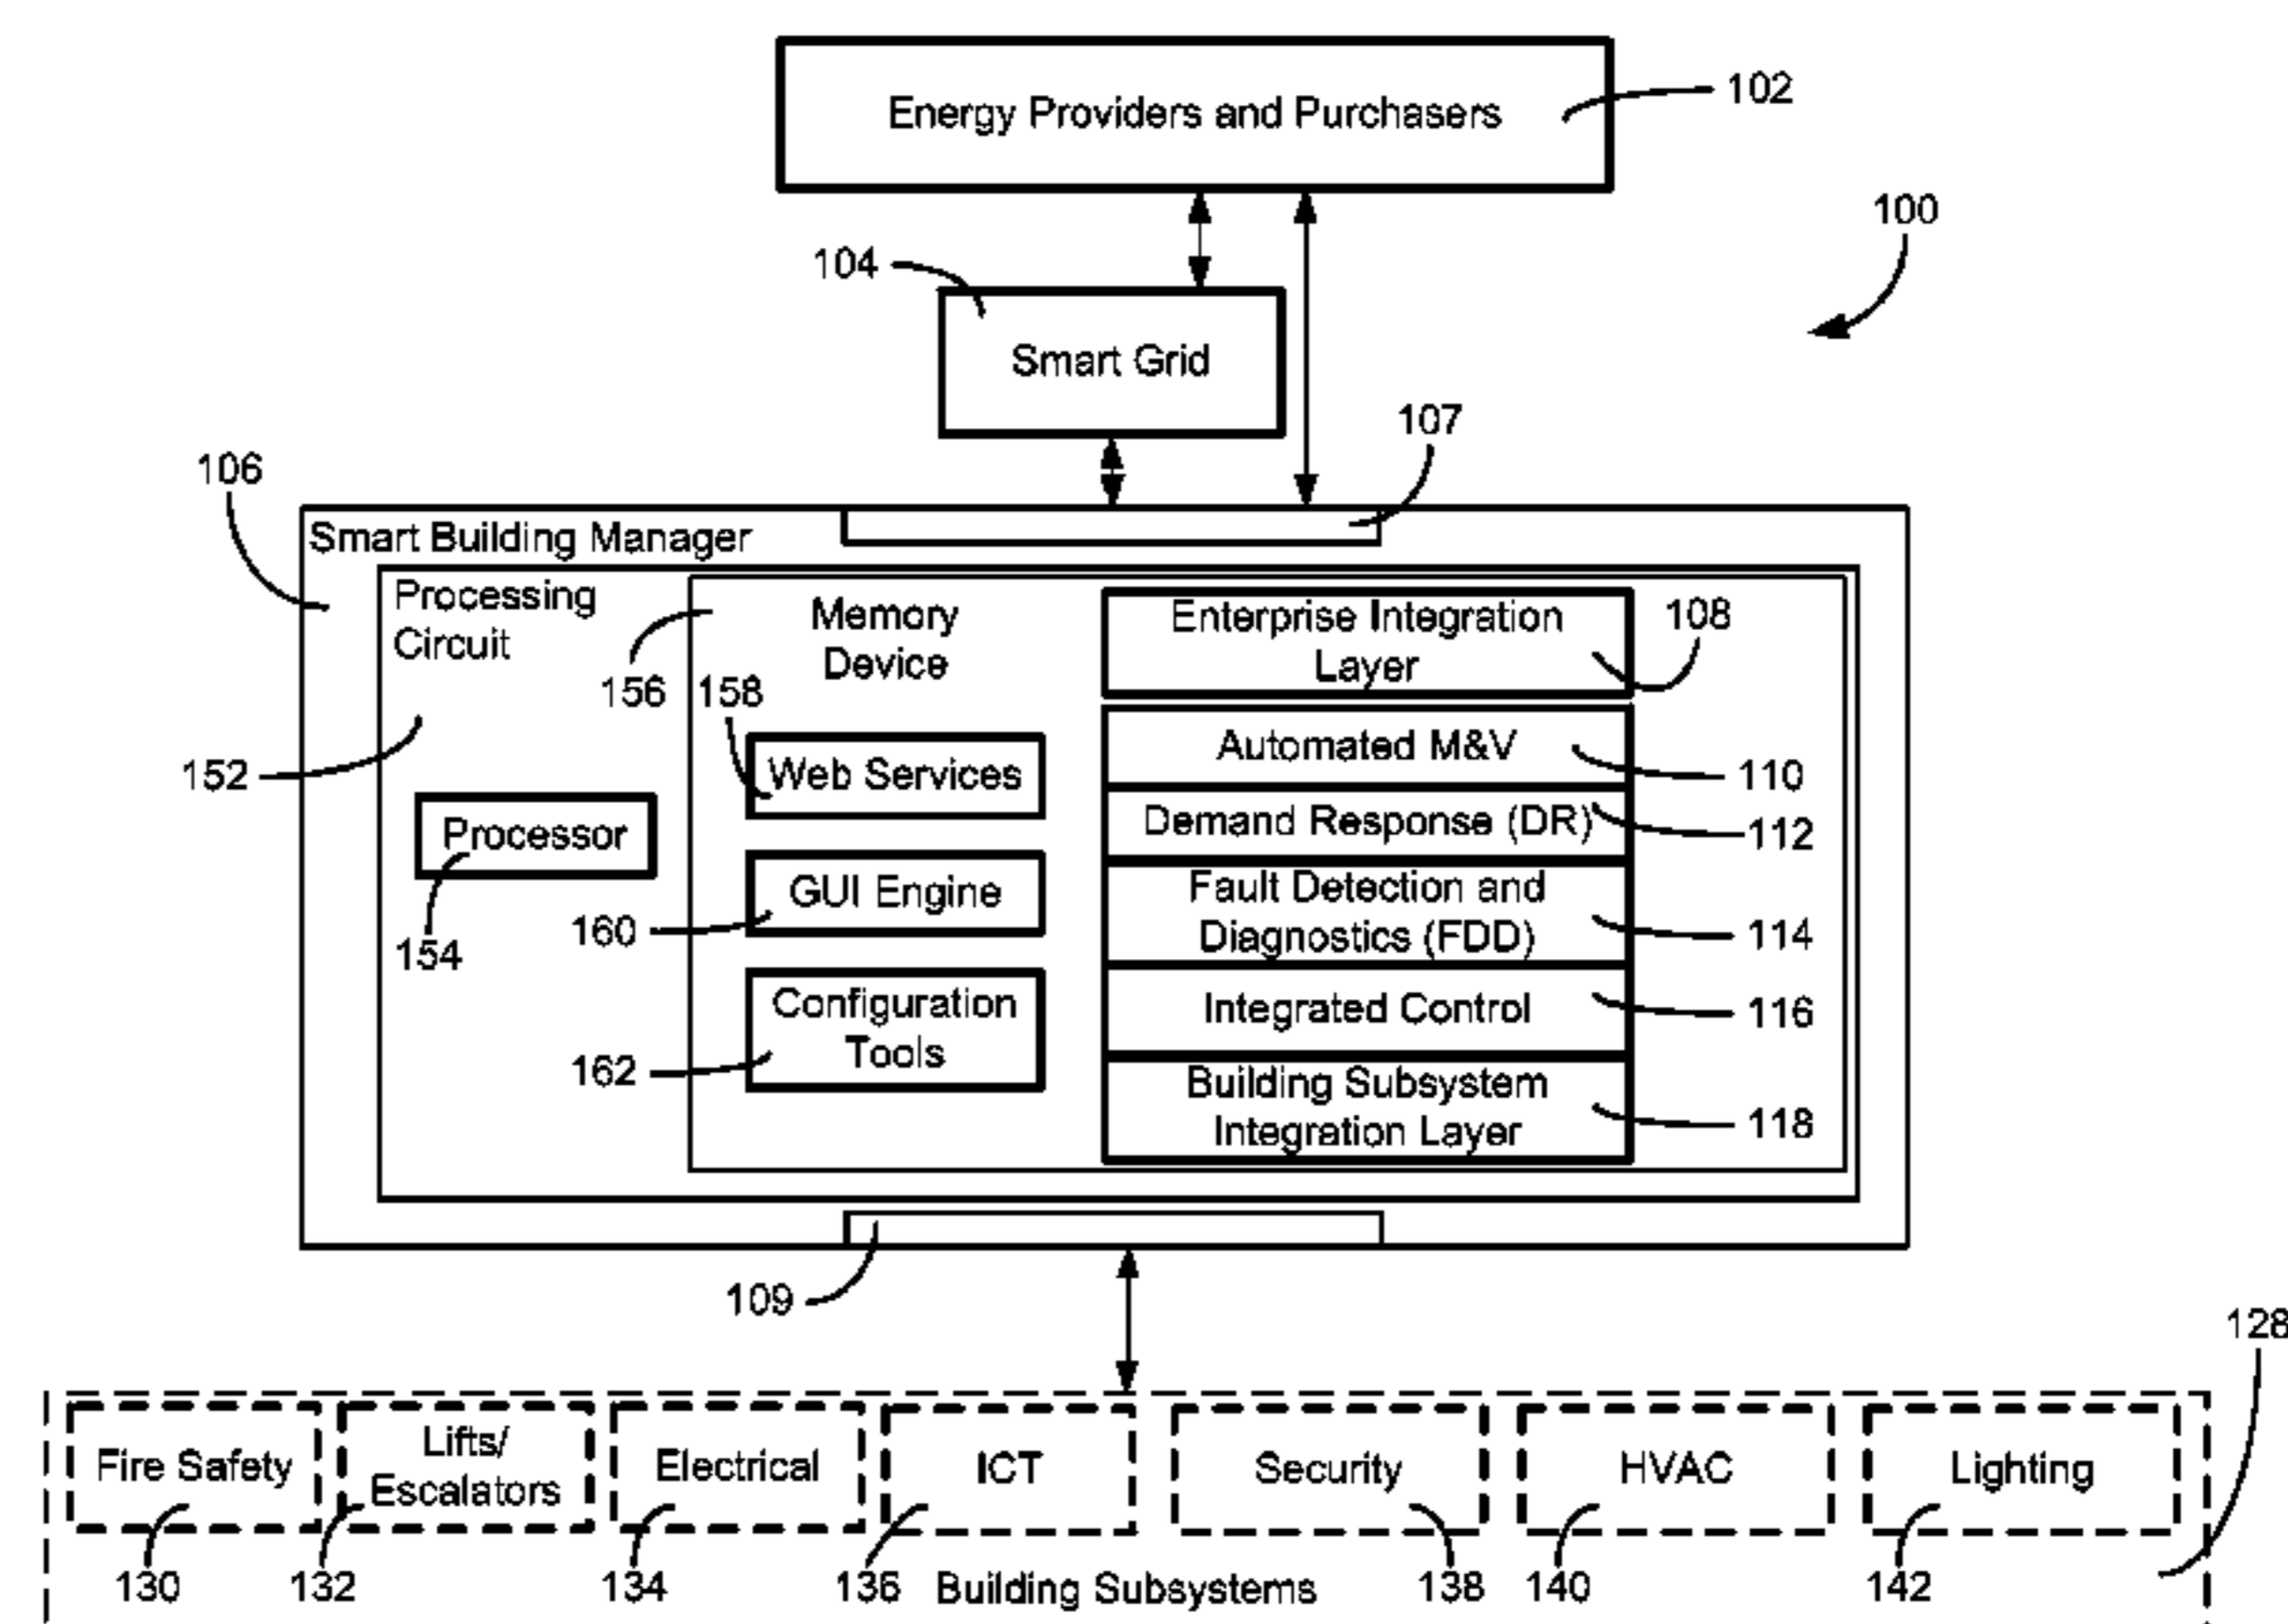 Energy Providers and Purchasers
102
100
104
Smart Grid
107
106
Smart Building Manager
Processing
Circuit
Memory
Device
Enterprise Integration
Layer
108
156
158
152
Web Services
Automated M&V
110
Processor
Demand Response (DR)
112
GUI Engine
Fault Detection and
Diagnostics (FDD)
114
154
160
Configuration
Tools
Integrated Control
116
162
Building Subsystem
Integration Layer
118
109
128
Fire Safety
Lifts/
Escalators
Electrical
ICT
Security
HVAC
Lighting
130
132
134
136
Building Subsystems
138
140
142